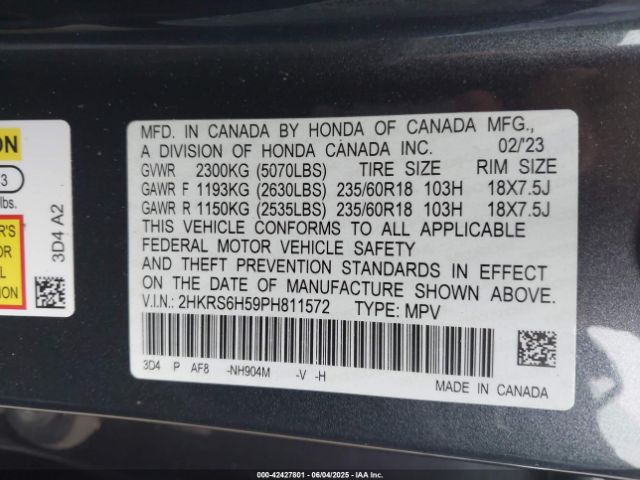 MFD. IN CANADA BY HONDA OF CANADA MFG.,
A DIVISION OF HONDA CANADA INC. 02/'23
GVWR 2300KG (5070LBS) TIRE SIZE RIM SIZE
GAWR F 1193KG (2630LBS) 235/60R18 103H 18X7.5J
GAWR R 1150KG (2535LBS) 235/60R18 103H 18X7.5J
THIS VEHICLE CONFORMS TO ALL APPLICABLE
FEDERAL MOTOR VEHICLE SAFETY
AND THEFT PREVENTION STANDARDS IN EFFECT
ON THE DATE OF MANUFACTURE SHOWN ABOVE.
V.I.N.: 2HKRS6H59PH811572 TYPE: MPV
3D4 P AF8 -NH904M -V -H
MADE IN CANADA
ON
3
lbs.
R'S
OR
L
ION
3D4 A2
000-42427801 - 06/04/2025 - IAAI, Inc.